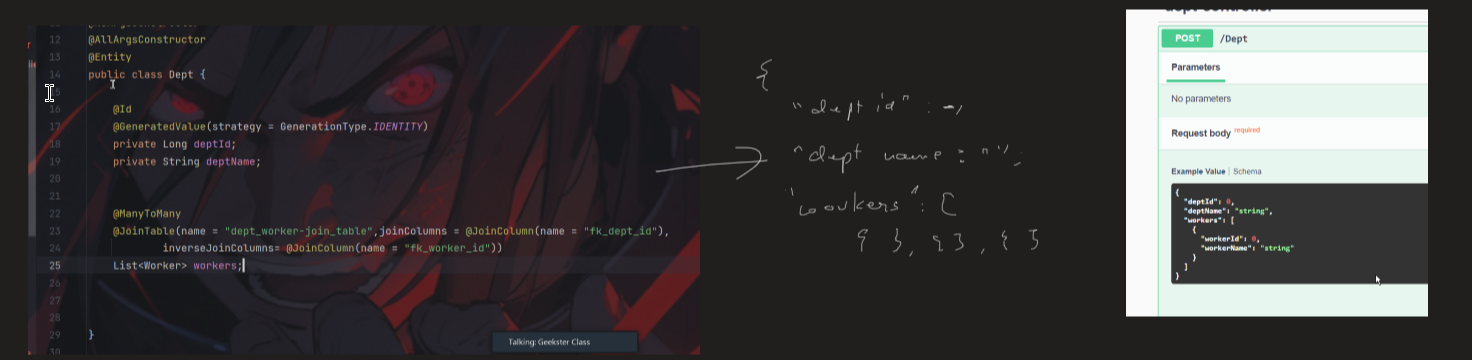 12 @AllArgsConstructor
13 @Entity
14 public class Dept {
15
16 @Id
17 @GeneratedValue(strategy = GenerationType.IDENTITY)
18 private Long deptId;
19 private String deptName;
20
21
22 @ManyToMany
23 @JoinTable(name = "dept_worker-join_table",joinColumns = @JoinColumn(name = "fk_dept_id"),
24 inverseJoinColumns= @JoinColumn(name = "fk_worker_id"))
25 List<Worker> workers;
26
27
28
29 }
30
Talking: Geekster Class
{
"dept id" : -,
"dept name : "";
"workers" : [
{ }, { }, { }
dept-controller
POST /Dept
Parameters
No parameters
Request body required
Example Value | Schema
{
"deptId": 0,
"deptName": "string",
"workers": [
{
"workerId": 0,
"workerName": "string"
}
]
}